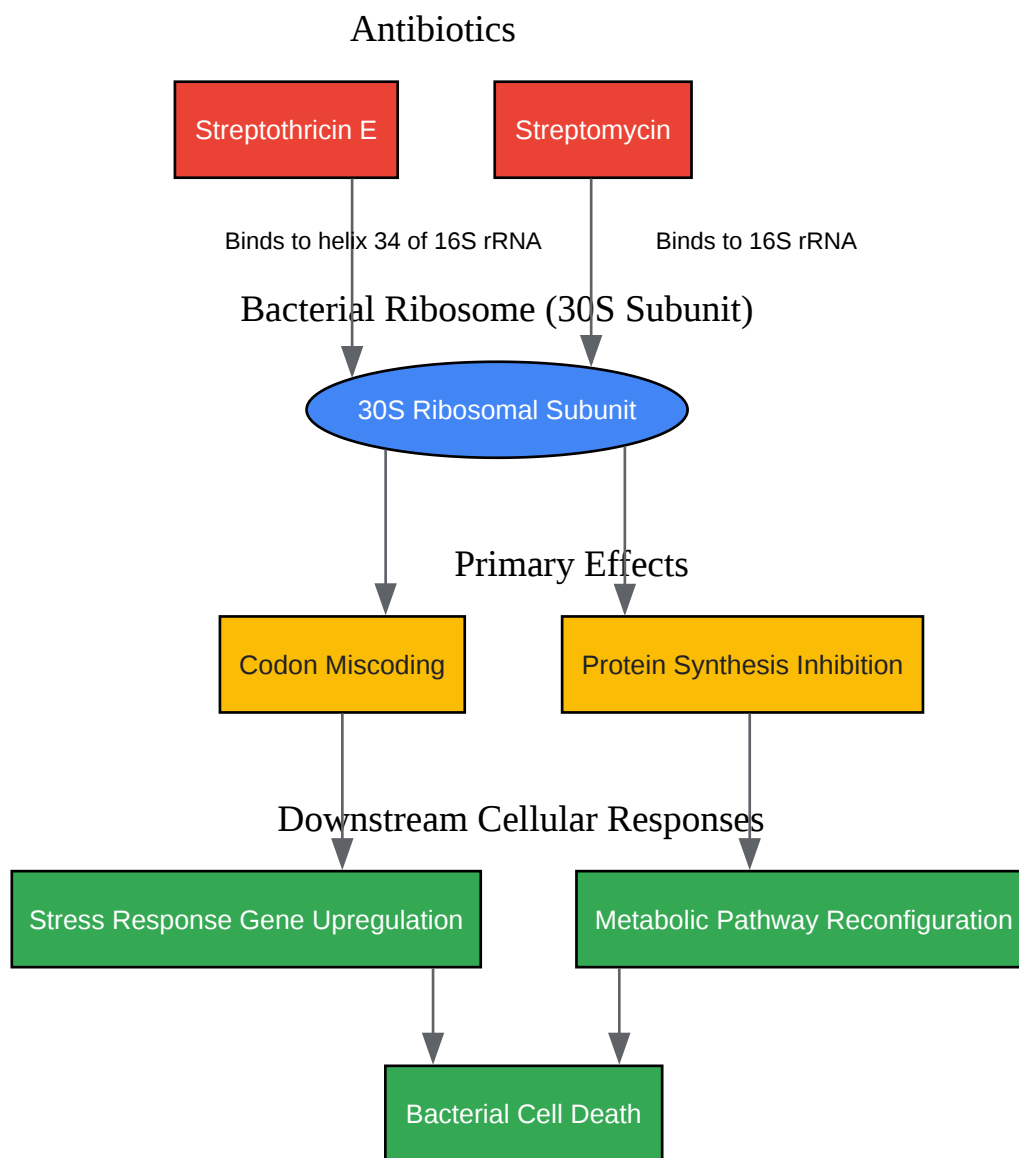 Antibiotics
Streptothricin E
Streptomycin
Binds to helix 34 of 16S rRNA
Binds to 16S rRNA
Bacterial Ribosome (30S Subunit)
30S Ribosomal Subunit
Primary Effects
Codon Miscoding
Protein Synthesis Inhibition
Downstream Cellular Responses
Stress Response Gene Upregulation
Metabolic Pathway Reconfiguration
Bacterial Cell Death